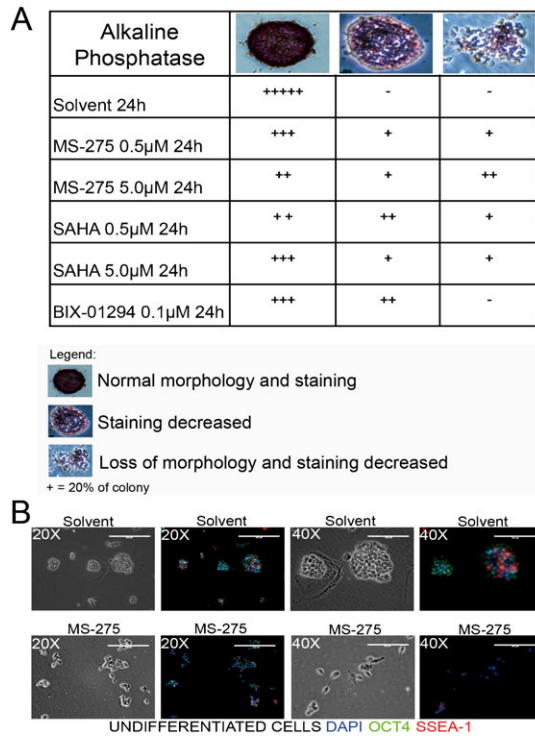 A
Alkaline
Phosphatase
Solvent 24h +++++ - -
MS-275 0.5µM 24h +++ + +
MS-275 5.0µM 24h ++ + ++
SAHA 0.5µM 24h + + ++ +
SAHA 5.0µM 24h +++ + +
BIX-01294 0.1µM 24h +++ ++ -
Legend:
Normal morphology and staining
Staining decreased
Loss of morphology and staining decreased
+ = 20% of colony
B
Solvent Solvent Solvent Solvent
20X 20X 40X 40X
MS-275 MS-275 MS-275 MS-275
20X 20X 40X 40X
UNDIFFERENTIATED CELLS DAPI OCT4 SSEA-1